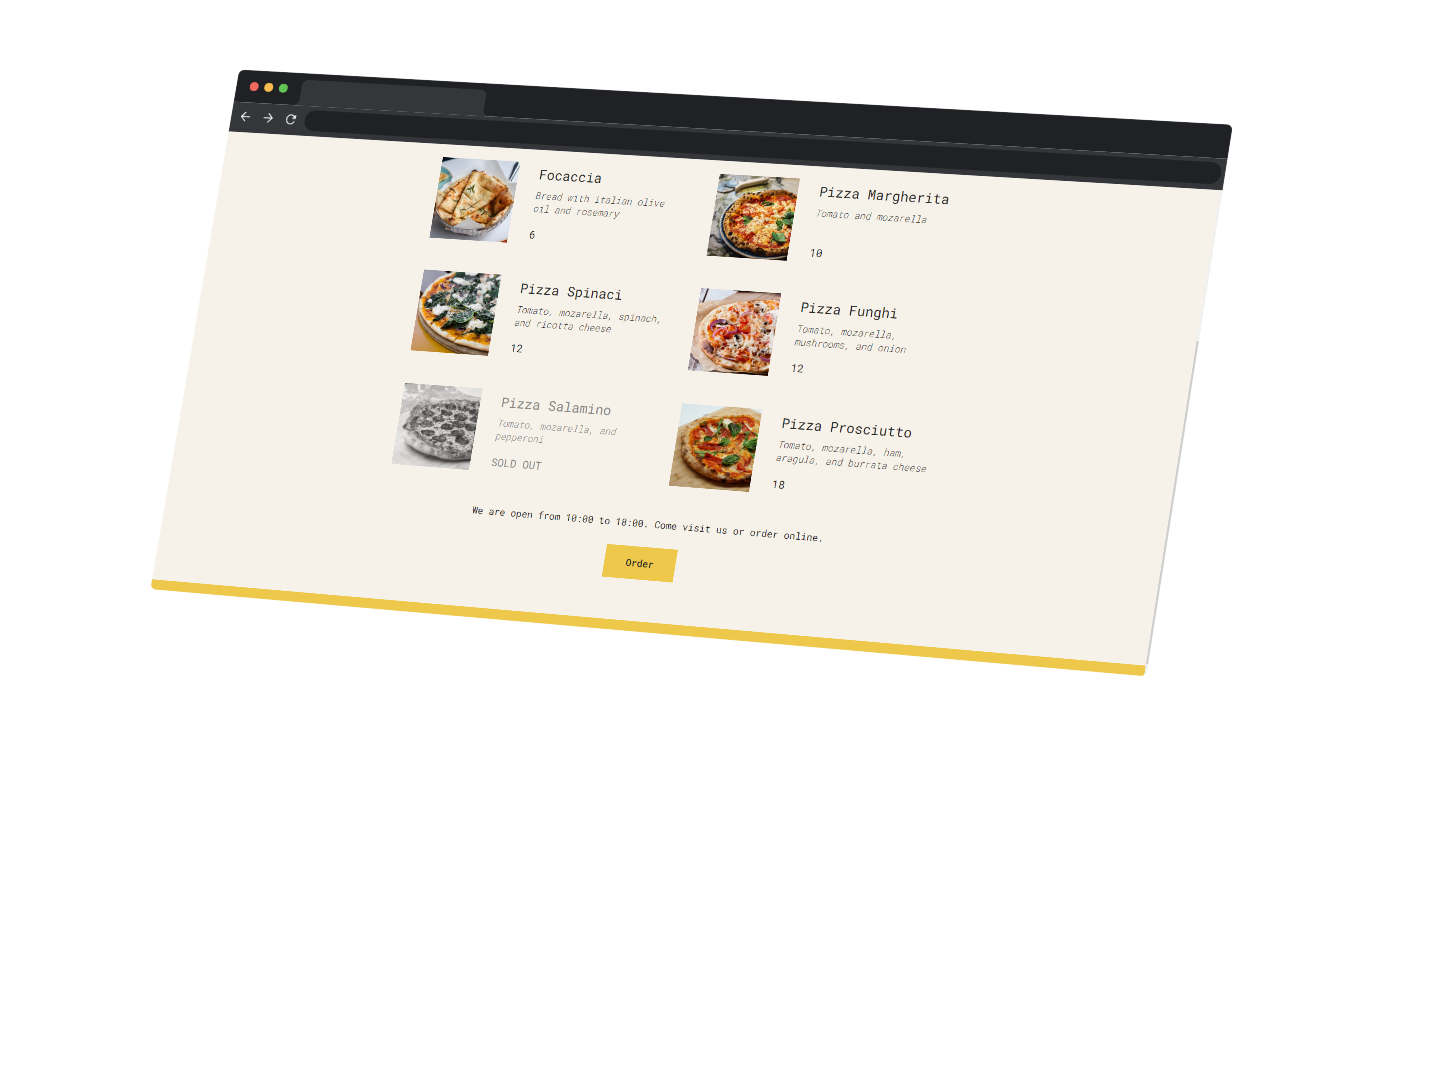 Focaccia
Bread with italian olive
oil and rosemary
6
Pizza Margherita
Tomato and mozarella
10
Pizza Spinaci
Tomato, mozarella, spinach,
and ricotta cheese
12
Pizza Funghi
Tomato, mozarella,
mushrooms, and onion
12
Pizza Salamino
Tomato, mozarella, and
pepperoni
SOLD OUT
Pizza Prosciutto
Tomato, mozarella, ham,
aragula, and burrata cheese
18
We are open from 10:00 to 18:00. Come visit us or order online.
Order